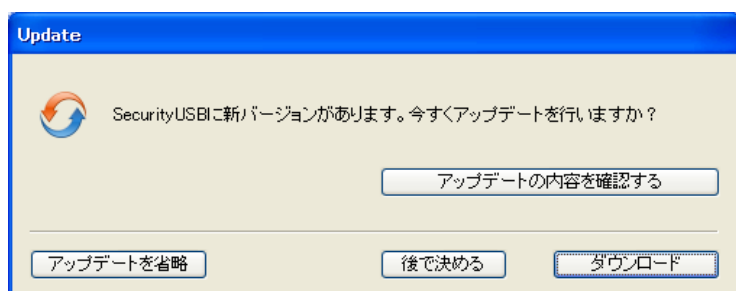 Update
SecurityUSBに新バージョンがあります。今すぐアップデートを行いますか？
アップデートの内容を確認する
アップデートを省略
後で決める
ダウンロード